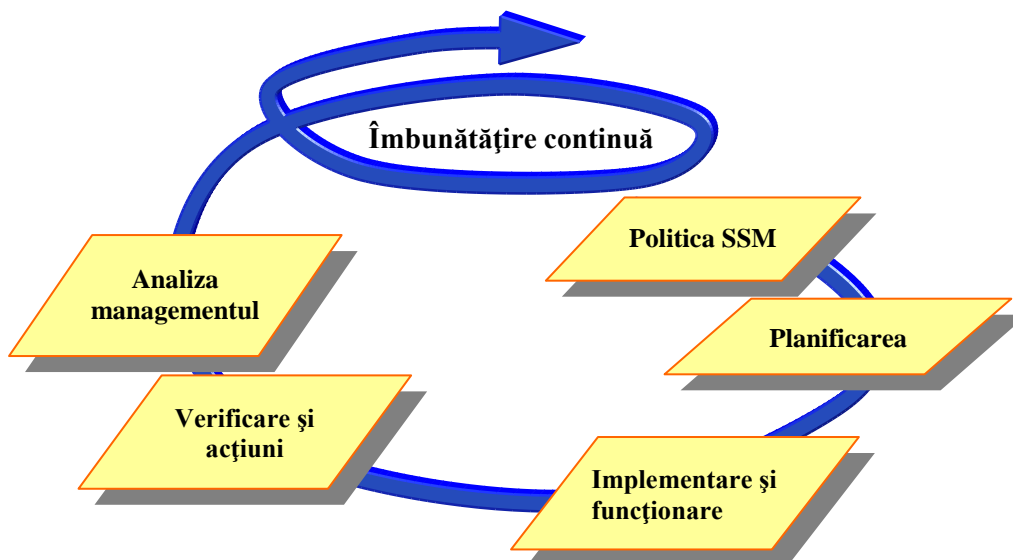 Îmbunătăţire continuă
Politica SSM
Planificarea
Implementare şi
funcţionare
Verificare şi
acţiuni
Analiza
managementul